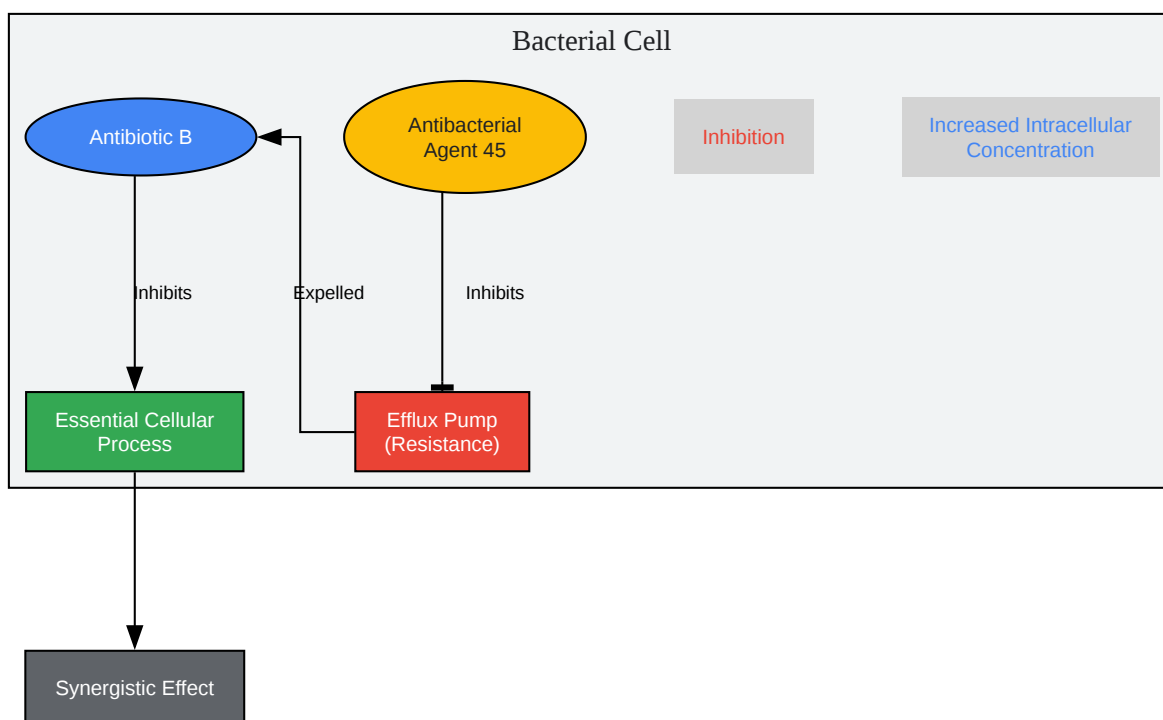 Bacterial Cell
Antibiotic B
Antibacterial
Agent 45
Inhibition
Increased Intracellular
Concentration
Inhibits
Expelled
Inhibits
Essential Cellular
Process
Efflux Pump
(Resistance)
Synergistic Effect